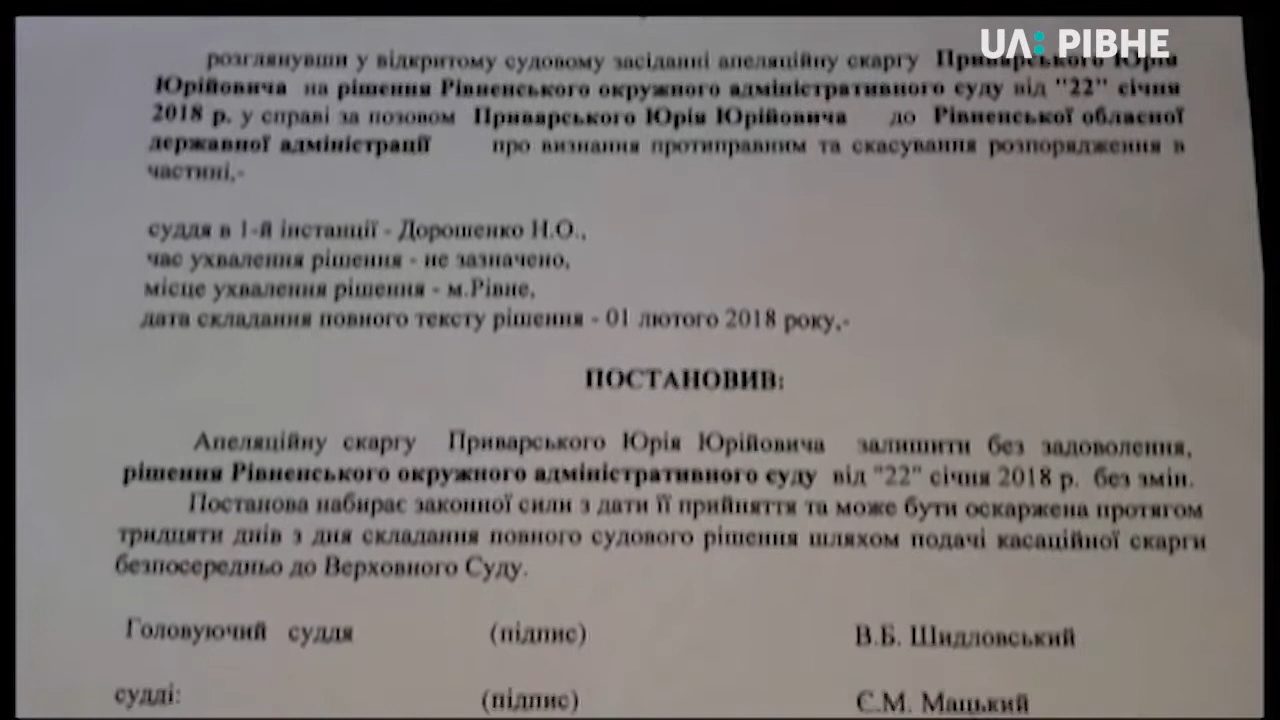 UA: РІВНЕ
розглянувши у відкритому судовому засіданні апеляційну скаргу Приварського Юрія
Юрійовича на рішення Рівненського окружного адміністративного суду від "22" січня
2018 р. у справі за позовом Приварського Юрія Юрійовича до Рівненської обласної
державної адміністрації про визнання протиправним та скасування розпорядження в
частині,-
суддя в 1-й інстанції - Дорошенко Н.О.,
час ухвалення рішення - не зазначено,
місце ухвалення рішення - м.Рівне,
дата складання повного тексту рішення - 01 лютого 2018 року,-
ПОСТАНОВИВ:
Апеляційну скаргу Приварського Юрія Юрійовича залишити без задоволення,
рішення Рівненського окружного адміністративного суду від "22" січня 2018 р. без змін.
Постанова набирає законної сили з дати її прийняття та може бути оскаржена протягом
тридцяти днів з дня складання повного судового рішення шляхом подачі касаційної скарги
безпосередньо до Верховного Суду.
Головуючий суддя (підпис) В.Б. Шидловський
судді: (підпис) Є.М. Мацький